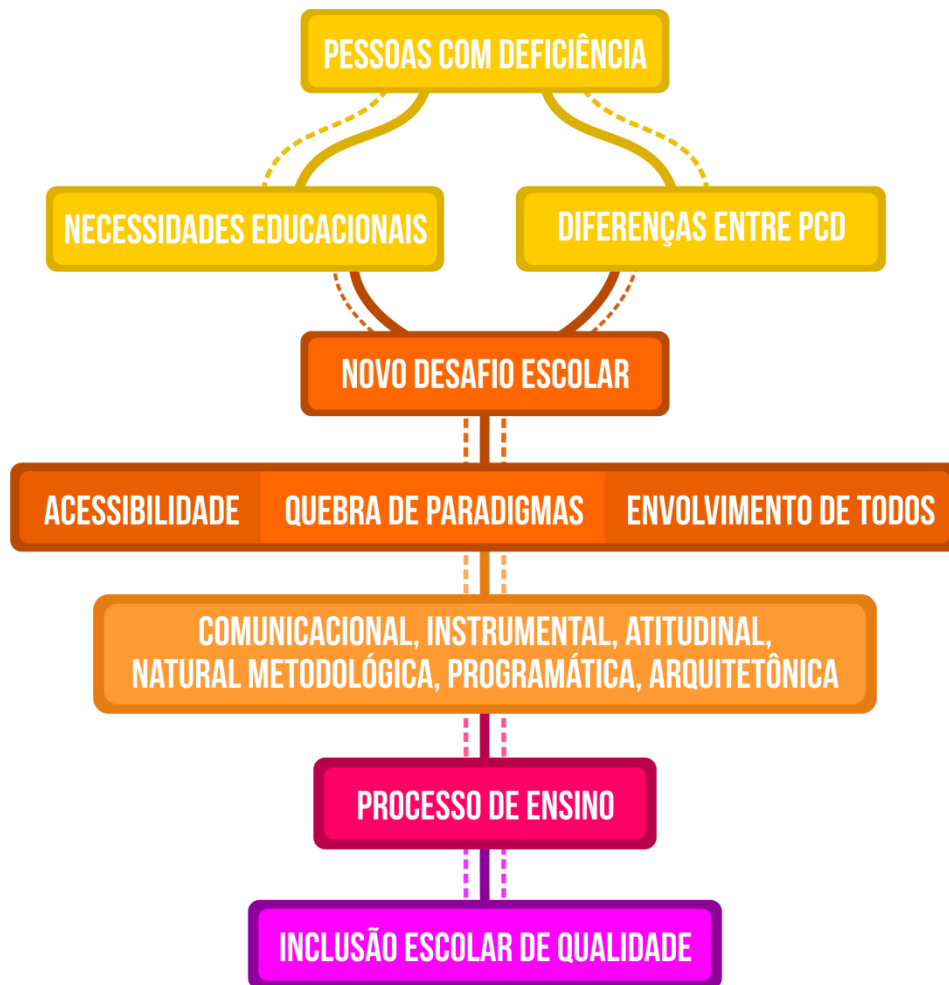 PESSOAS COM DEFICIÊNCIA
NECESSIDADES EDUCACIONAIS
DIFERENÇAS ENTRE PCD
NOVO DESAFIO ESCOLAR
ACESSIBILIDADE
QUEBRA DE PARADIGMAS
ENVOLVIMENTO DE TODOS
COMUNICACIONAL, INSTRUMENTAL, ATITUDINAL,
NATURAL METODOLÓGICA, PROGRAMÁTICA, ARQUITETÔNICA
PROCESSO DE ENSINO
INCLUSÃO ESCOLAR DE QUALIDADE